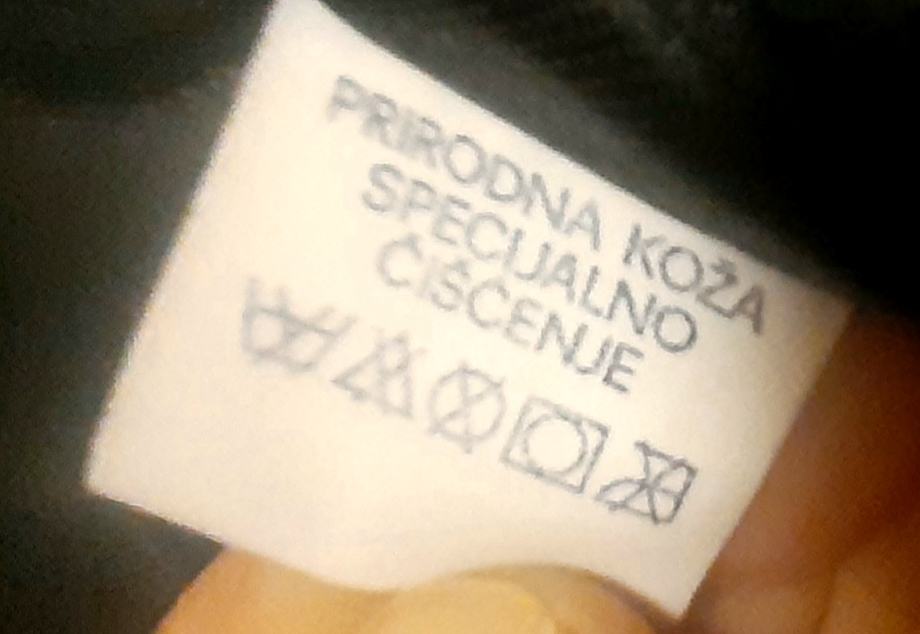 PRIRODNA KOŽA
SPECIJALNO
ČIŠĆENJE